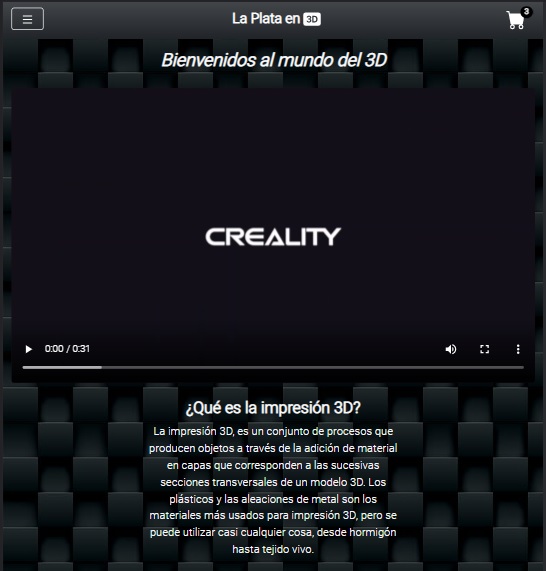 La Plata en 3D
3
Bienvenidos al mundo del 3D
CREALITY
0:00 / 0:31
¿Qué es la impresión 3D?
La impresión 3D, es un conjunto de procesos que
producen objetos a través de la adición de material
en capas que corresponden a las sucesivas
secciones transversales de un modelo 3D. Los
plásticos y las aleaciones de metal son los
materiales más usados para impresión 3D, pero se
puede utilizar casi cualquier cosa, desde hormigón
hasta tejido vivo.